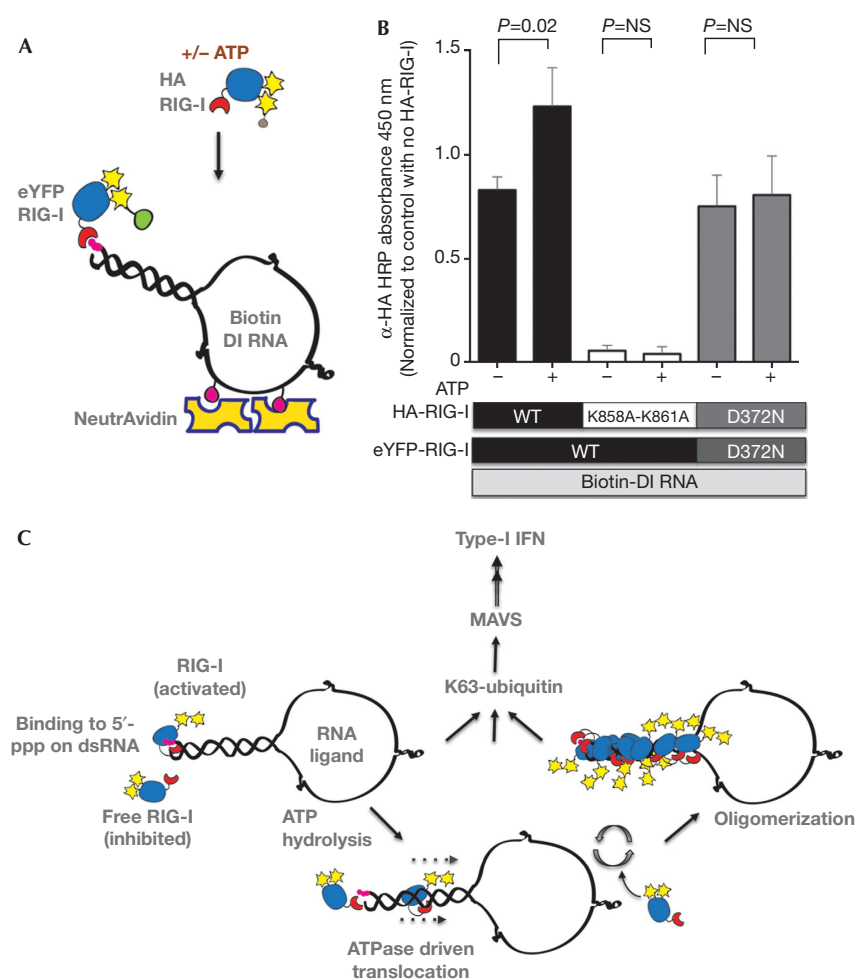 A
+/– ATP
HA
RIG-I
eYFP
RIG-I
Biotin
DI RNA
NeutrAvidin
B
P=0.02
P=NS
P=NS
α-HA HRP absorbance 450 nm
(Normalized to control with no HA-RIG-I)
1.5
1.0
0.5
0
ATP
– + – + – +
HA-RIG-I WT K858A-K861A D372N
eYFP-RIG-I WT D372N
Biotin-DI RNA
C
Type-I IFN
MAVS
K63-ubiquitin
RIG-I
(activated)
Binding to 5′-
ppp on dsRNA
RNA
ligand
Free RIG-I
(inhibited)
ATP
hydrolysis
Oligomerization
ATPase driven
translocation